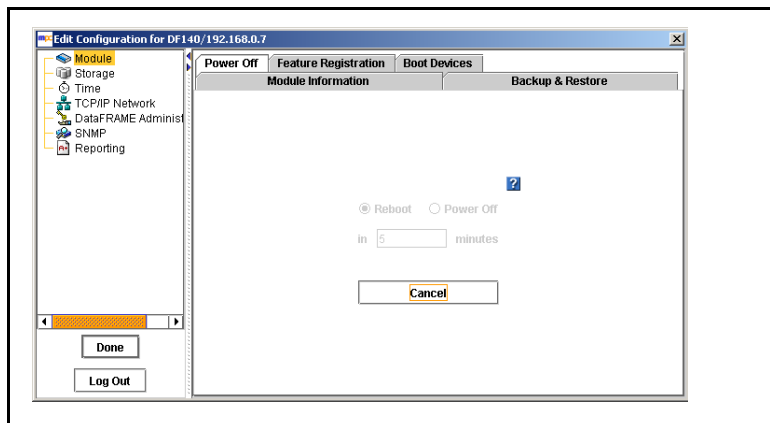 Edit Configuration for DF140/192.168.0.7
Module
Storage
Time
TCP/IP Network
DataFRAME Administ
SNMP
Reporting
Done
Log Out
Power Off Feature Registration Boot Devices
Module Information Backup & Restore
?
Reboot Power Off
in 5 minutes
Cancel